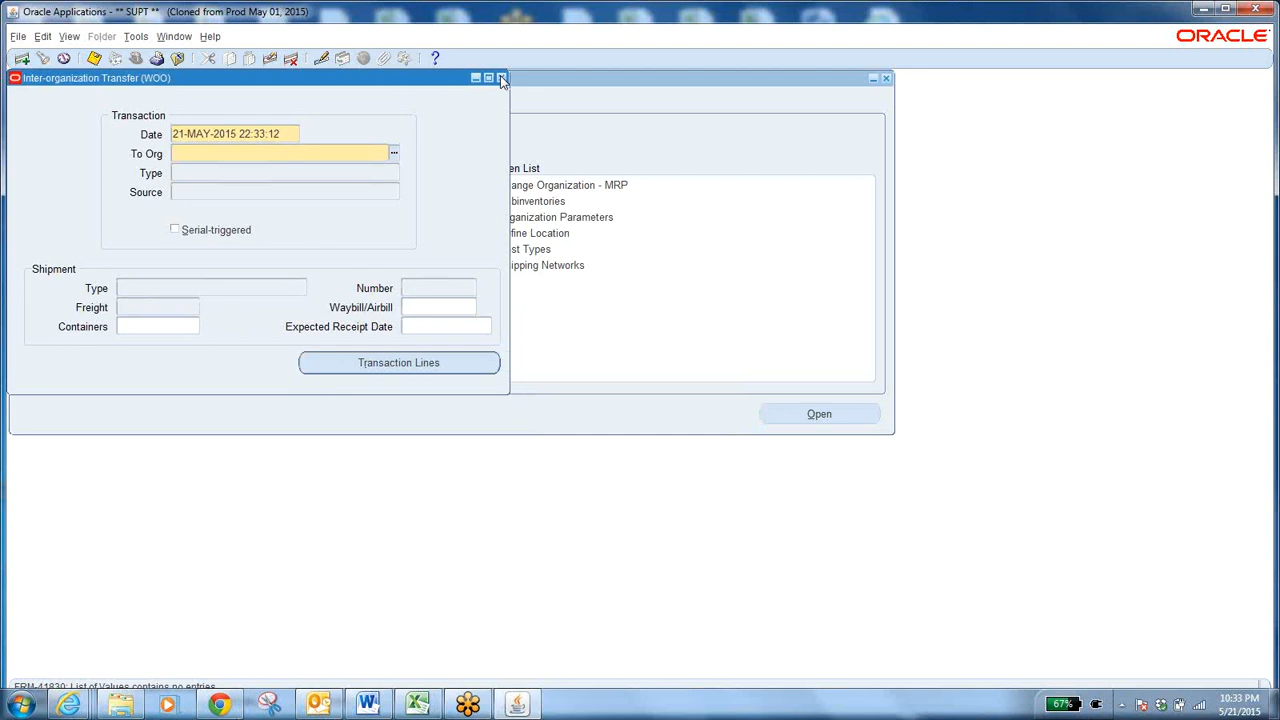 Oracle Applications - ** SUPT ** (Cloned from Prod May 01, 2015)
File Edit View Folder Tools Window Help
ORACLE
Inter-organization Transfer (WOO)
Transaction
Date 21-MAY-2015 22:33:12
To Org
Type
Source
Serial-triggered
Shipment
Type Number
Freight Waybill/Airbill
Containers Expected Receipt Date
Transaction Lines
en List
ange Organization - MRP
binventories
ganization Parameters
fine Location
st Types
ipping Networks
Open
FRM-41830: List of Values contains no entries
67%
10:33 PM
5/21/2015